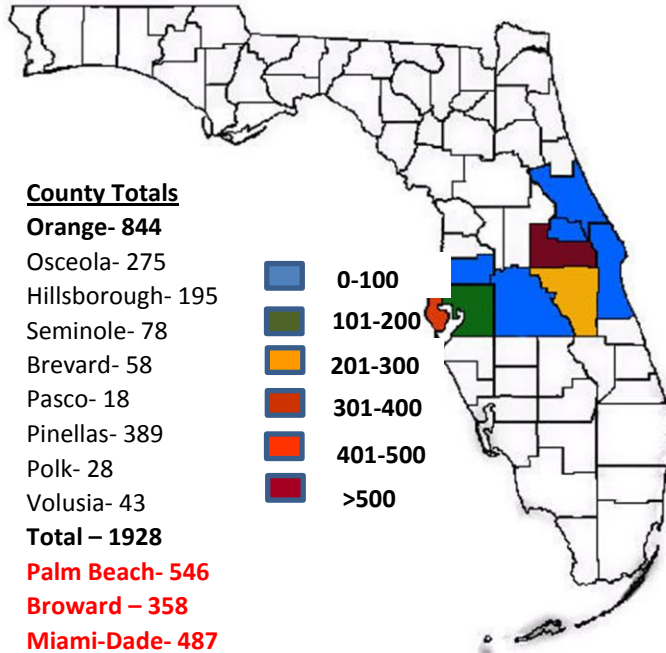 County Totals
Orange- 844
Osceola- 275
Hillsborough- 195
Seminole- 78
Brevard- 58
Pasco- 18
Pinellas- 389
Polk- 28
Volusia- 43
Total – 1928
Palm Beach- 546
Broward – 358
Miami-Dade- 487
0-100
101-200
201-300
301-400
401-500
>500